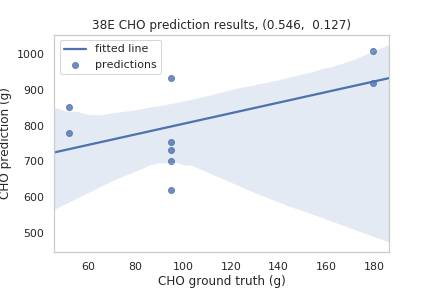 38E CHO prediction results, (0.546,  0.127)
fitted line
predictions
1000
900
800
700
600
500
CHO prediction (g)
60 80 100 120 140 160 180
CHO ground truth (g)